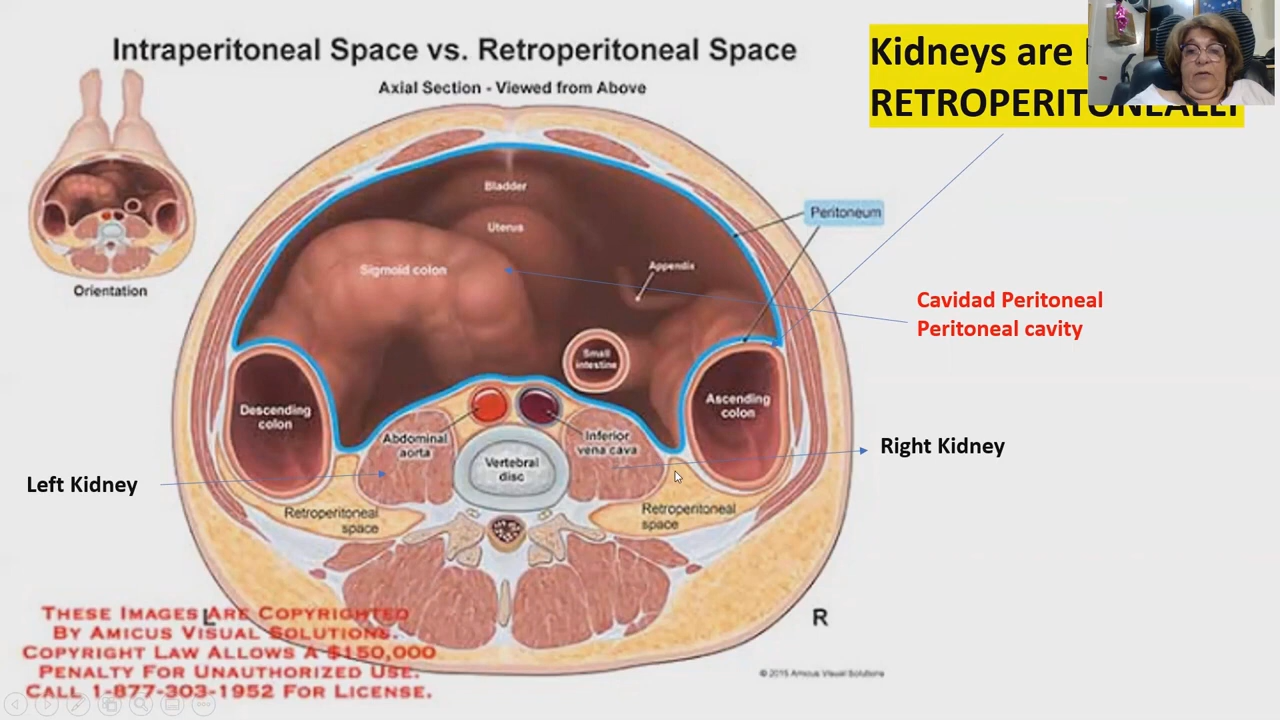 Intraperitoneal Space vs. Retroperitoneal Space
Axial Section - Viewed from Above
Kidneys are
RETROPERITONEALLY
Bladder
Uterus
Peritoneum
Sigmoid colon
Appendix
Orientation
Cavidad Peritoneal
Peritoneal cavity
Small
intestine
Descending
colon
Ascending
colon
Abdominal
aorta
Inferior
vena cava
Vertebral
disc
Right Kidney
Left Kidney
Retroperitoneal
space
Retroperitoneal
space
L
R
THESE IMAGES ARE COPYRIGHTED
BY AMICUS VISUAL SOLUTIONS.
COPYRIGHT LAW ALLOWS A $150,000
PENALTY FOR UNAUTHORIZED USE.
CALL 1-877-303-1952 FOR LICENSE.
© 2015 Amicus Visual Solutions